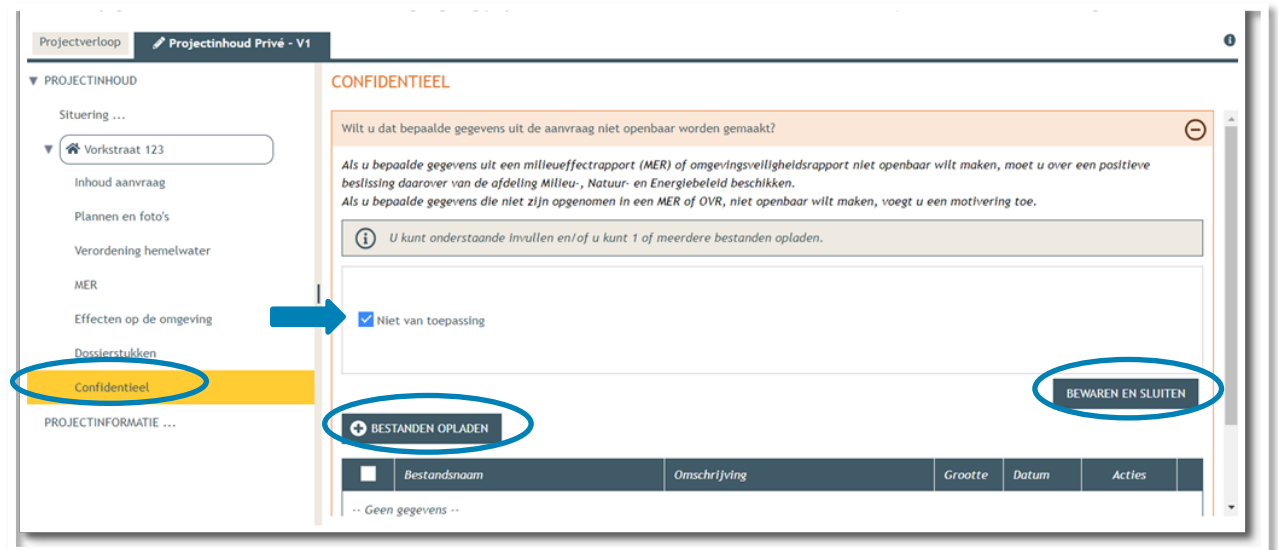 Projectverloop
Projectinhoud Privé - V1
PROJECTINHOUD
Situering ...
Vorkstraat 123
Inhoud aanvraag
Plannen en foto's
Verordening hemelwater
MER
Effecten op de omgeving
Dossierstukken
Confidentieel
PROJECTINFORMATIE ...
CONFIDENTIEEL
Wilt u dat bepaalde gegevens uit de aanvraag niet openbaar worden gemaakt?
Als u bepaalde gegevens uit een milieueffectrapport (MER) of omgevingsveiligheidsrapport niet openbaar wilt maken, moet u over een positieve
beslissing daarover van de afdeling Milieu-, Natuur- en Energiebeleid beschikken.
Als u bepaalde gegevens die niet zijn opgenomen in een MER of OVR, niet openbaar wilt maken, voegt u een motivering toe.
U kunt onderstaande invullen en/of u kunt 1 of meerdere bestanden opladen.
Niet van toepassing
BEWAREN EN SLUITEN
BESTANDEN OPLADEN
Bestandsnaam Omschrijving Grootte Datum Acties
-- Geen gegevens --